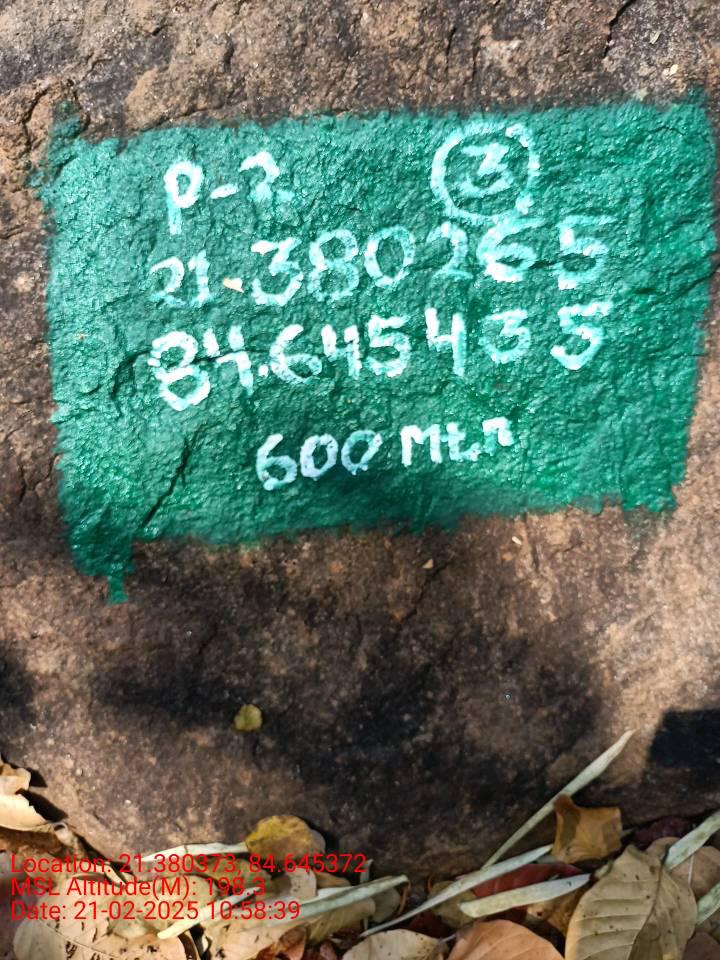 P-2 3
21.380265
84.645435
600 Mtr
Location: 21.380373, 84.645372
MSL Altitude(M): 198.3
Date: 21-02-2025 10:58:39